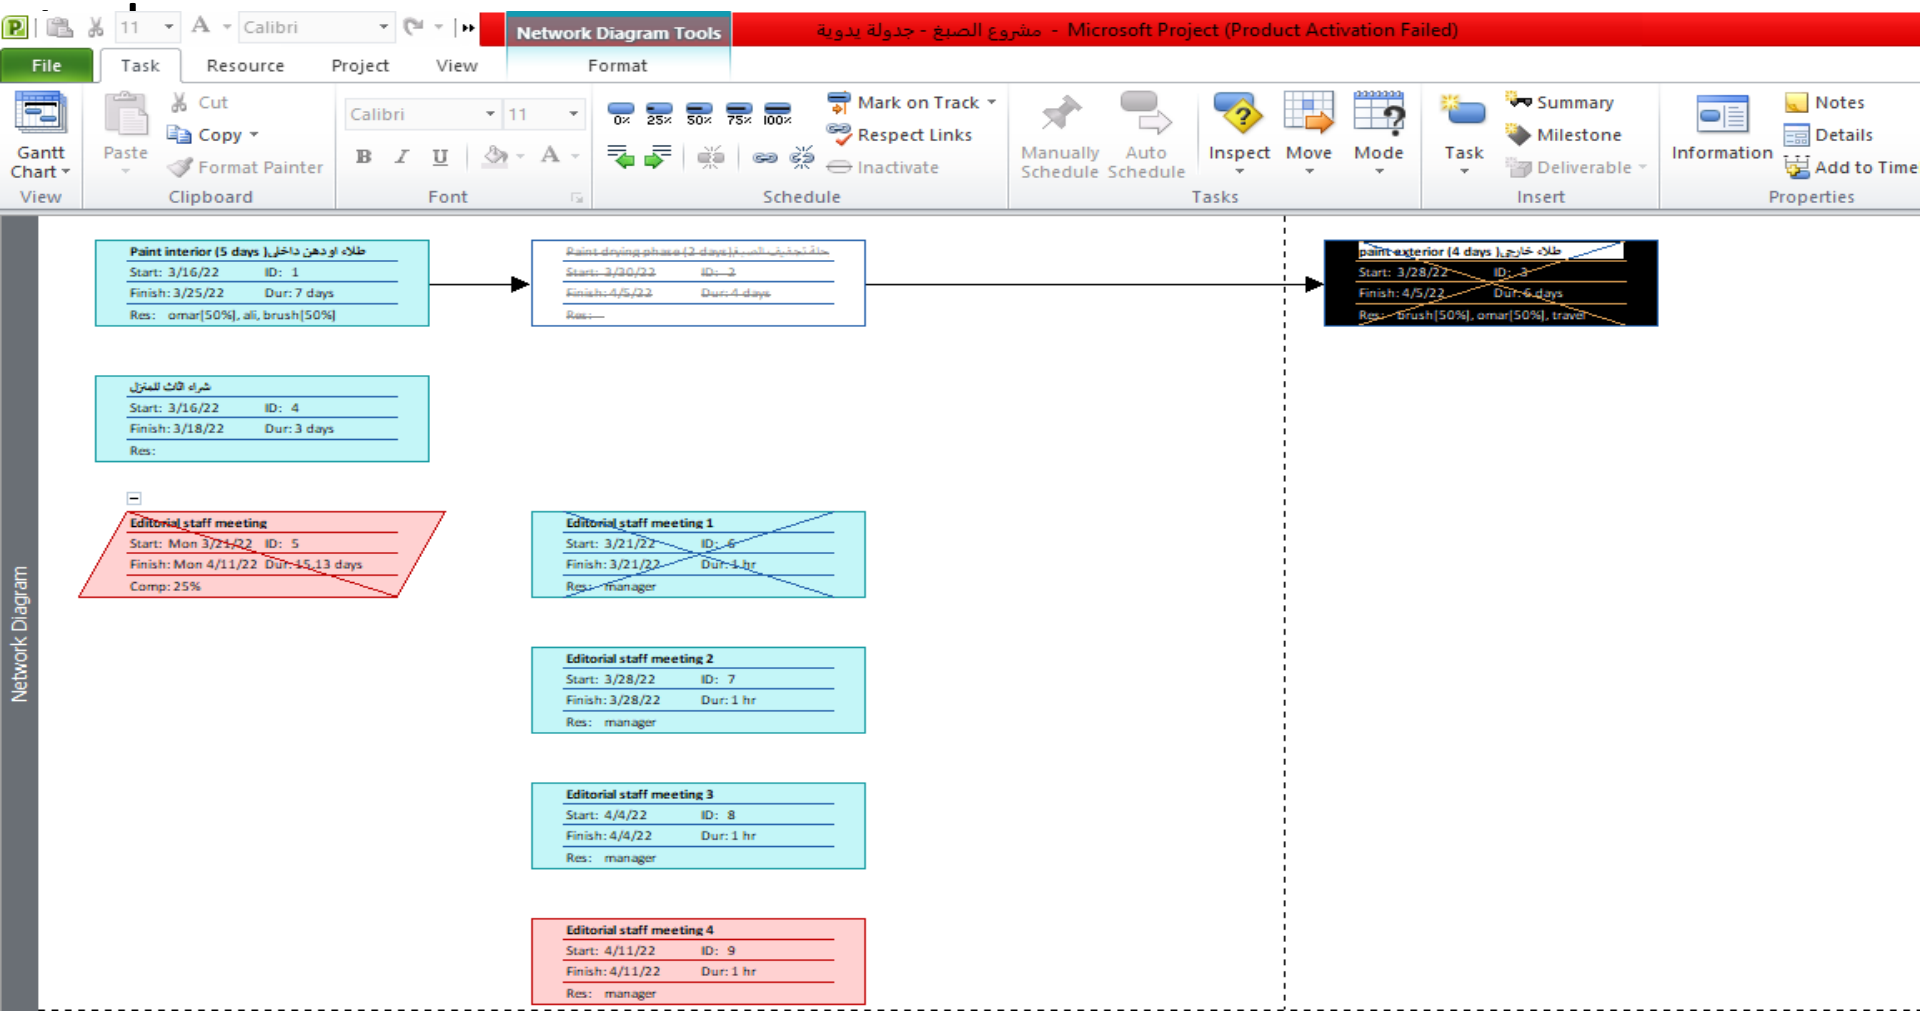 11 A Calibri
Network Diagram Tools
مشروع الصبغ - جدولة يدوية - Microsoft Project (Product Activation Failed)
File Task Resource Project View Format
Gantt Chart
View
Paste
Cut
Copy
Format Painter
Clipboard
Calibri 11
B I U A
Font
0% 25% 50% 75% 100%
Mark on Track
Respect Links
Inactivate
Schedule
Manually Schedule
Auto Schedule
Inspect
Move
Mode
Tasks
Task
Summary
Milestone
Deliverable
Insert
Information
Notes
Details
Add to Time
Properties
Network Diagram
Paint interior (5 days )طلاء اودهن داخلي
Start: 3/16/22 ID: 1
Finish: 3/25/22 Dur: 7 days
Res: omar[50%], ali, brush[50%]
Paint drying phase (2 days)
Start: 3/30/22 ID: 2
Finish: 4/5/22 Dur: 4 days
Res:
paint exterior (4 days )طلاء خارجي
Start: 3/28/22 ID: 3
Finish: 4/5/22 Dur: 6 days
Res: brush[50%], omar[50%], travel
شراء اثاث للمنزل
Start: 3/16/22 ID: 4
Finish: 3/18/22 Dur: 3 days
Res:
Editorial staff meeting
Start: Mon 3/21/22 ID: 5
Finish: Mon 4/11/22 Dur: 15,13 days
Comp: 25%
Editorial staff meeting 1
Start: 3/21/22 ID: 6
Finish: 3/21/22 Dur: 1 hr
Res: manager
Editorial staff meeting 2
Start: 3/28/22 ID: 7
Finish: 3/28/22 Dur: 1 hr
Res: manager
Editorial staff meeting 3
Start: 4/4/22 ID: 8
Finish: 4/4/22 Dur: 1 hr
Res: manager
Editorial staff meeting 4
Start: 4/11/22 ID: 9
Finish: 4/11/22 Dur: 1 hr
Res: manager